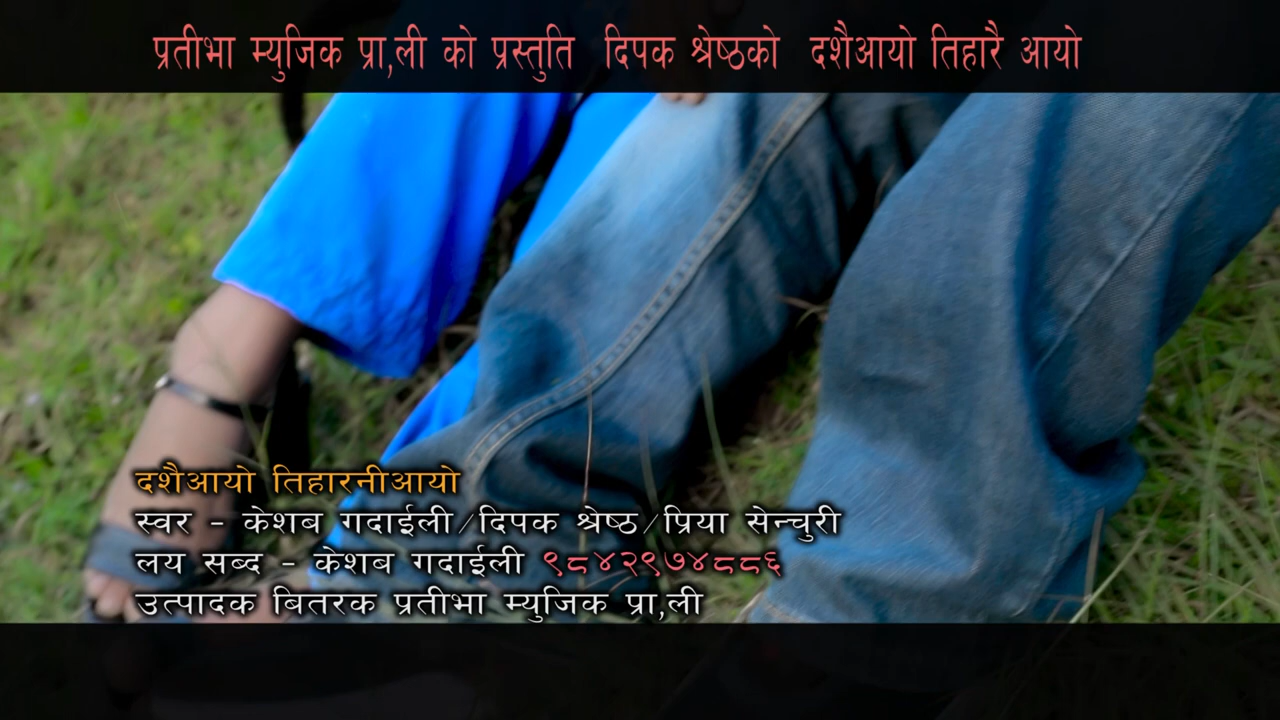 प्रतीभा म्युजिक प्रा,ली को प्रस्तुति दिपक श्रेष्ठको दशैआयो तिहारै आयो
दशैआयो तिहारनीआयो
स्वर - केशब गदाईली/दिपक श्रेष्ठ/प्रिया सेन्चुरी
लय सब्द - केशब गदाईली ९८४२९७४८८६
उत्पादक बितरक प्रतीभा म्युजिक प्रा,ली